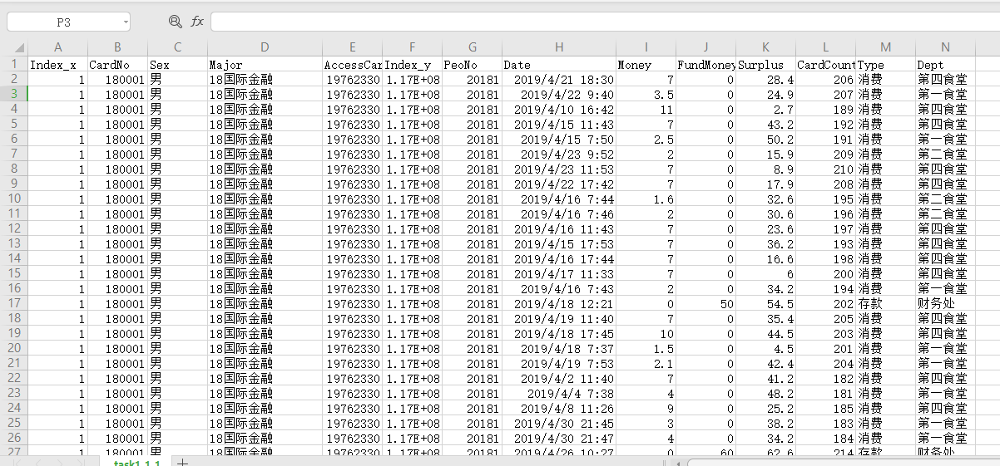 P3 fx
A B C D E F G H I J K L M N
1 Index_x CardNo Sex Major AccessCar Index_y PeoNo Date Money FundMoney Surplus CardCount Type Dept
2 1 180001 男 18国际金融 19762330 1.17E+08 20181 2019/4/21 18:30 7 0 28.4 206 消费 第四食堂
3 1 180001 男 18国际金融 19762330 1.17E+08 20181 2019/4/22 9:40 3.5 0 24.9 207 消费 第一食堂
4 1 180001 男 18国际金融 19762330 1.17E+08 20181 2019/4/10 16:42 11 0 2.7 189 消费 第四食堂
5 1 180001 男 18国际金融 19762330 1.17E+08 20181 2019/4/15 11:43 7 0 43.2 192 消费 第四食堂
6 1 180001 男 18国际金融 19762330 1.17E+08 20181 2019/4/15 7:50 2.5 0 50.2 191 消费 第一食堂
7 1 180001 男 18国际金融 19762330 1.17E+08 20181 2019/4/23 9:52 2 0 15.9 209 消费 第二食堂
8 1 180001 男 18国际金融 19762330 1.17E+08 20181 2019/4/23 11:53 7 0 8.9 210 消费 第四食堂
9 1 180001 男 18国际金融 19762330 1.17E+08 20181 2019/4/22 17:42 7 0 17.9 208 消费 第四食堂
10 1 180001 男 18国际金融 19762330 1.17E+08 20181 2019/4/16 7:44 1.6 0 32.6 195 消费 第二食堂
11 1 180001 男 18国际金融 19762330 1.17E+08 20181 2019/4/16 7:46 2 0 30.6 196 消费 第二食堂
12 1 180001 男 18国际金融 19762330 1.17E+08 20181 2019/4/16 11:43 7 0 23.6 197 消费 第四食堂
13 1 180001 男 18国际金融 19762330 1.17E+08 20181 2019/4/15 17:53 7 0 36.2 193 消费 第四食堂
14 1 180001 男 18国际金融 19762330 1.17E+08 20181 2019/4/16 17:44 7 0 16.6 198 消费 第四食堂
15 1 180001 男 18国际金融 19762330 1.17E+08 20181 2019/4/17 11:33 7 0 6 200 消费 第四食堂
16 1 180001 男 18国际金融 19762330 1.17E+08 20181 2019/4/16 7:43 2 0 34.2 194 消费 第一食堂
17 1 180001 男 18国际金融 19762330 1.17E+08 20181 2019/4/18 12:21 0 50 54.5 202 存款 财务处
18 1 180001 男 18国际金融 19762330 1.17E+08 20181 2019/4/19 11:40 7 0 35.4 205 消费 第四食堂
19 1 180001 男 18国际金融 19762330 1.17E+08 20181 2019/4/18 17:45 10 0 44.5 203 消费 第四食堂
20 1 180001 男 18国际金融 19762330 1.17E+08 20181 2019/4/18 7:37 1.5 0 4.5 201 消费 第一食堂
21 1 180001 男 18国际金融 19762330 1.17E+08 20181 2019/4/19 7:53 2.1 0 42.4 204 消费 第一食堂
22 1 180001 男 18国际金融 19762330 1.17E+08 20181 2019/4/2 11:40 7 0 41.2 182 消费 第四食堂
23 1 180001 男 18国际金融 19762330 1.17E+08 20181 2019/4/4 7:38 4 0 48.2 181 消费 第一食堂
24 1 180001 男 18国际金融 19762330 1.17E+08 20181 2019/4/8 11:26 9 0 25.2 185 消费 第四食堂
25 1 180001 男 18国际金融 19762330 1.17E+08 20181 2019/4/30 21:45 3 0 38.2 183 消费 第一食堂
26 1 180001 男 18国际金融 19762330 1.17E+08 20181 2019/4/30 21:47 4 0 34.2 184 消费 第一食堂
27 1 180001 男 18国际金融 19762330 1.17E+08 20181 2019/4/26 10:27 0 60 62.6 214 存款 财务处
task1_1_1